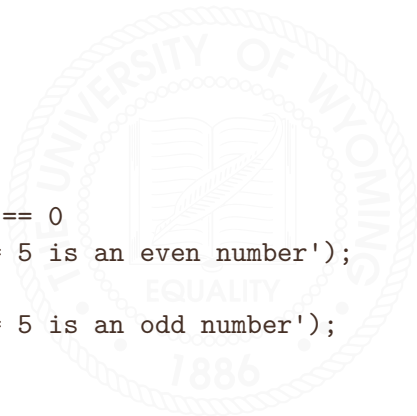 UNIVERSITY OF WYOMING
THE
== 0
= 5 is an even number');
EQUALITY
= 5 is an odd number');
1886